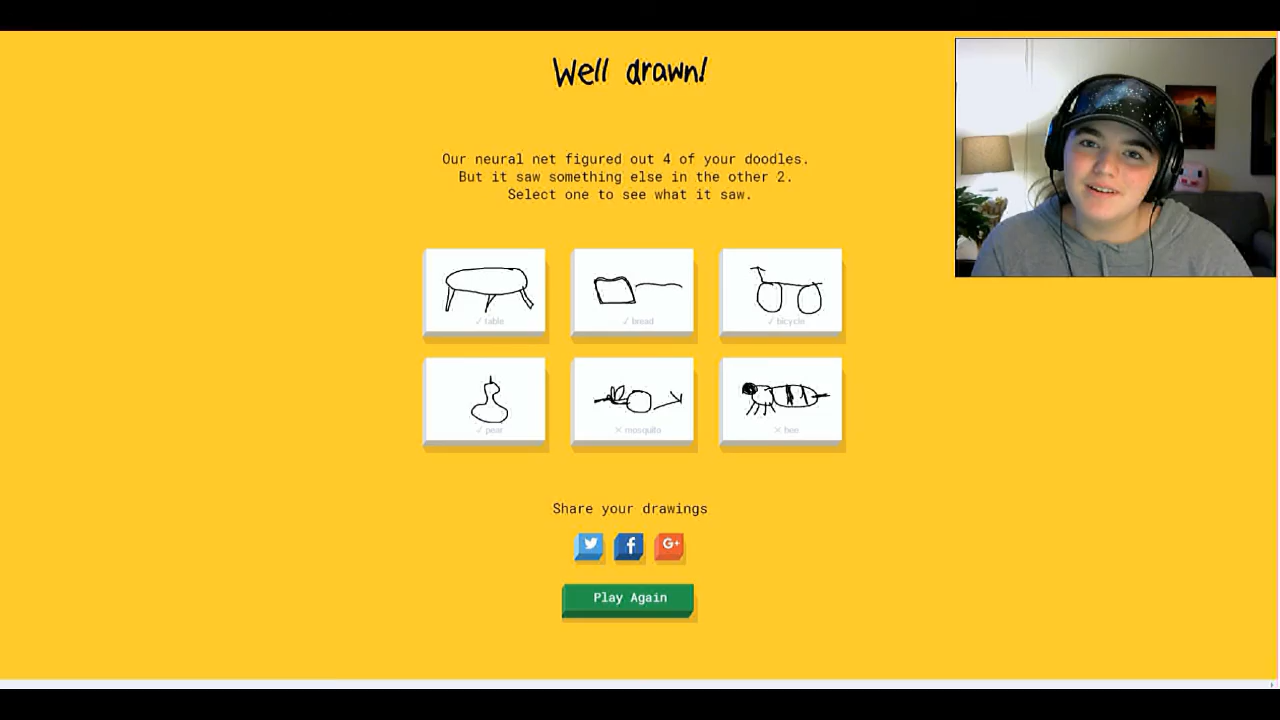 Well drawn!
Our neural net figured out 4 of your doodles.
But it saw something else in the other 2.
Select one to see what it saw.
✓ table
✓ bread
✓ bicycle
✓ pear
✕ mosquito
✕ bee
Share your drawings
f
G+
Play Again